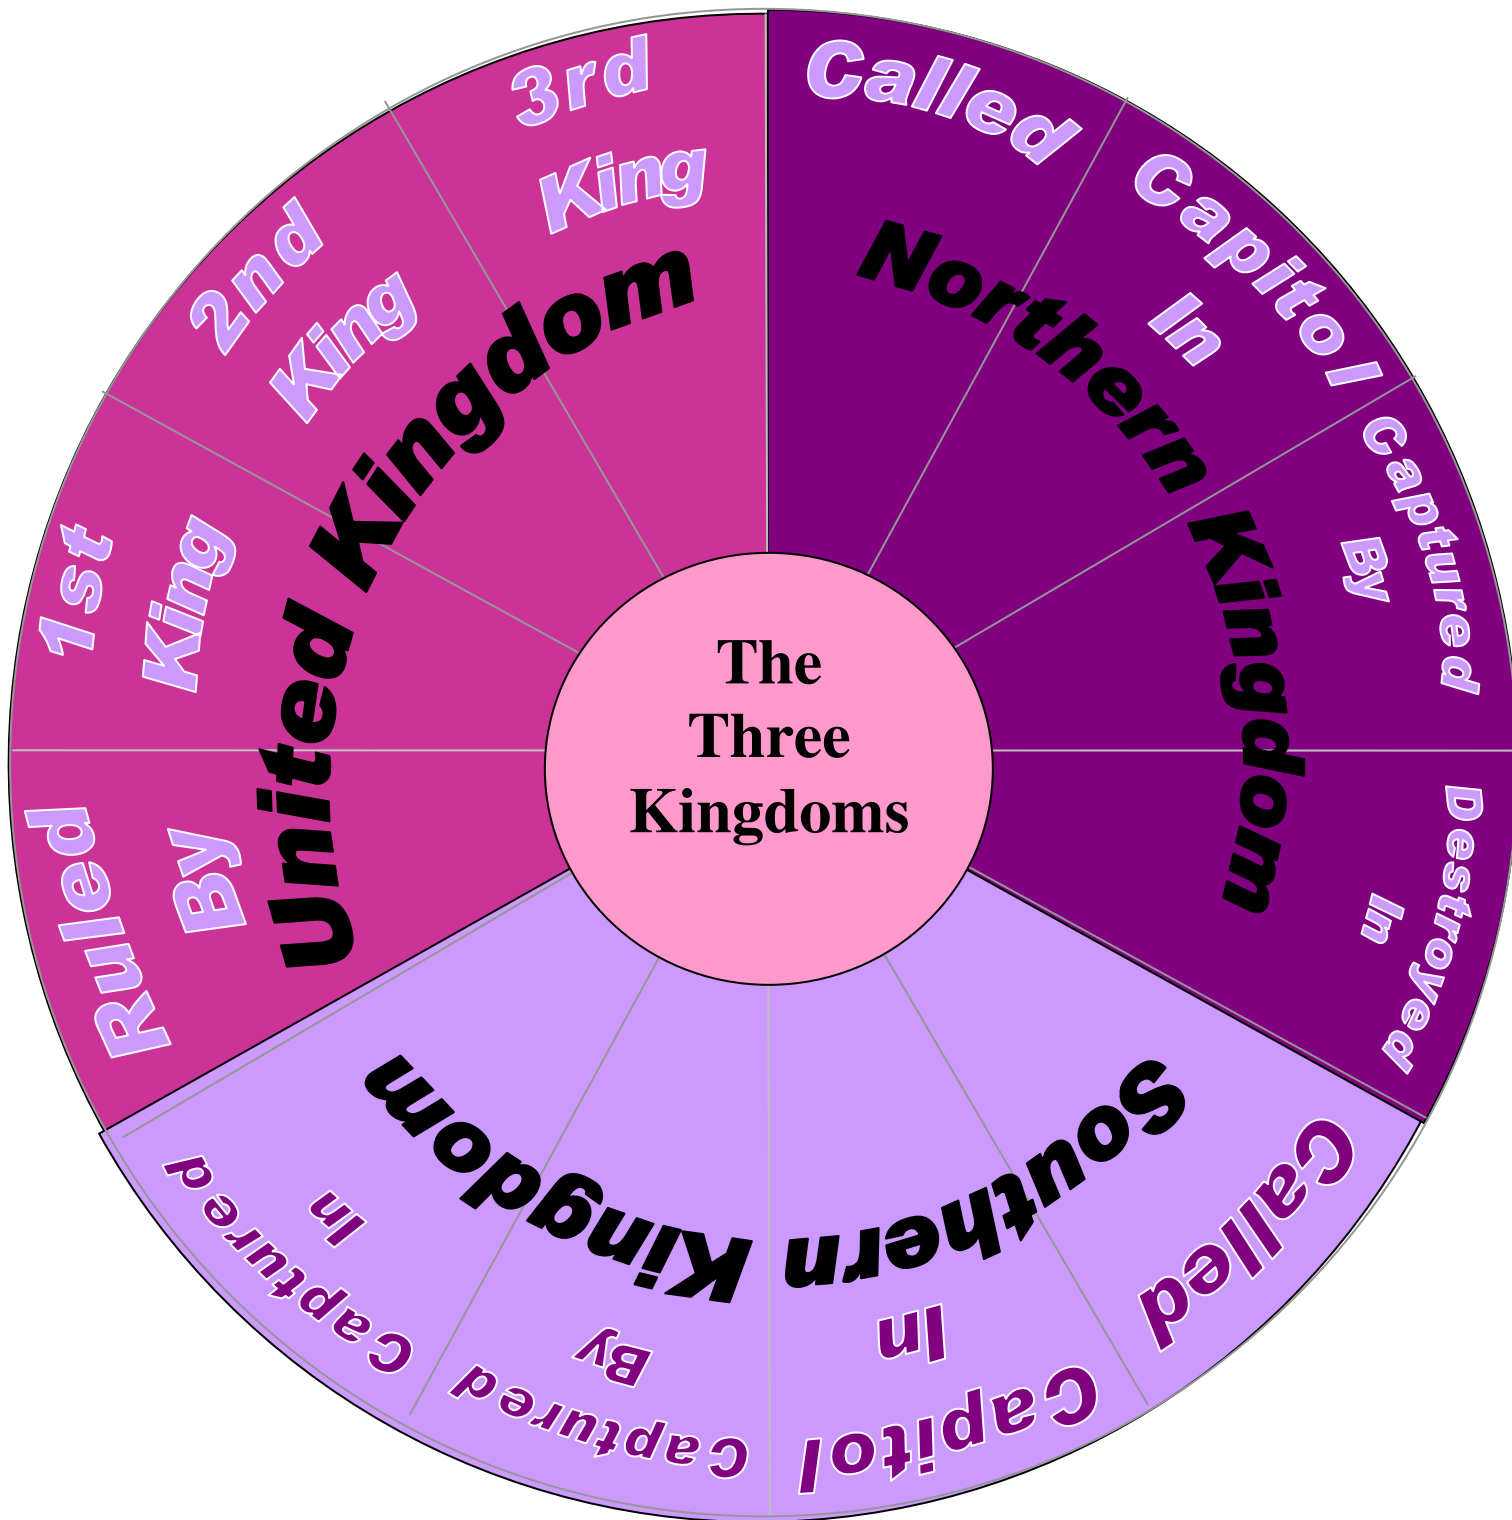 The
Three
Kingdoms
United Kingdom
Ruled
By
1st
King
2nd
King
3rd
King
Northern Kingdom
Called
Capitol
In
Captured
By
Destroyed
In
Southern Kingdom
Called
Capitol
In
Captured
By
Captured
In